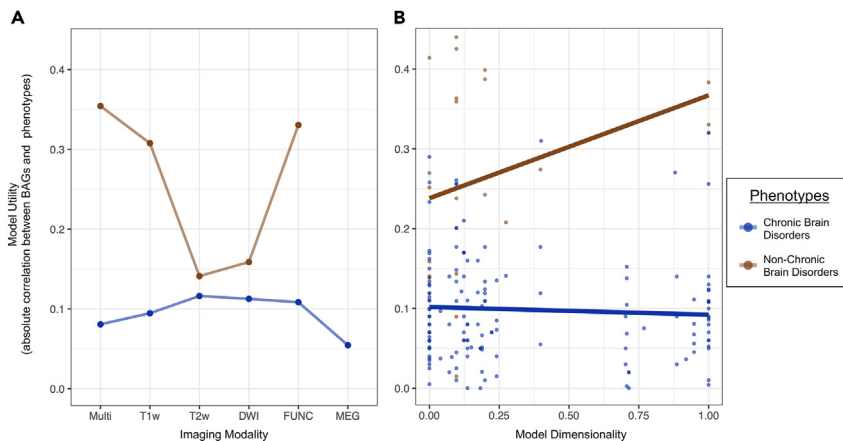 A
B
0.4
0.3
0.2
0.1
0.0
Model Utility
(absolute correlation between BAGs and phenotypes)
Multi
T1w
T2w
DWI
FUNC
MEG
Imaging Modality
0.4
0.3
0.2
0.1
0.0
0.00
0.25
0.50
0.75
1.00
Model Dimensionality
Phenotypes
Chronic Brain
Disorders
Non-Chronic
Brain Disorders